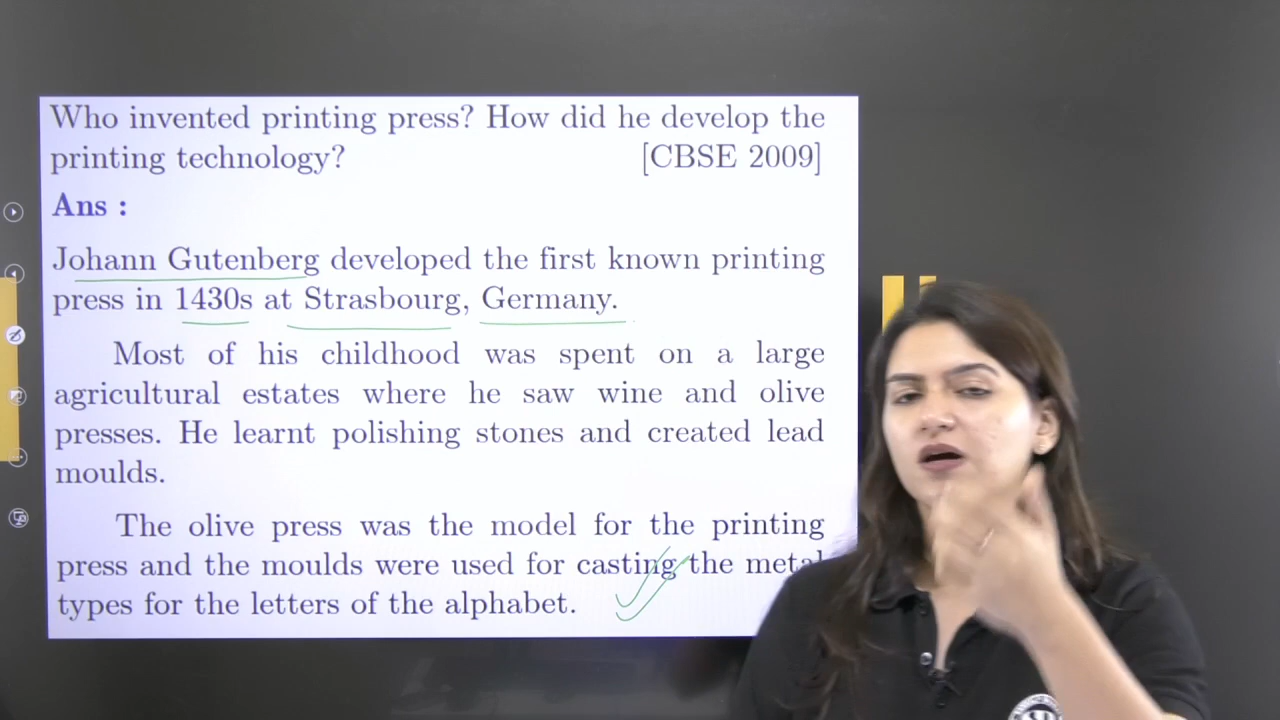 Who invented printing press? How did he develop the
printing technology? [CBSE 2009]
Ans :
Johann Gutenberg developed the first known printing
press in 1430s at Strasbourg, Germany.
Most of his childhood was spent on a large
agricultural estates where he saw wine and olive
presses. He learnt polishing stones and created lead
moulds.
The olive press was the model for the printing
press and the moulds were used for casting the metal
types for the letters of the alphabet.